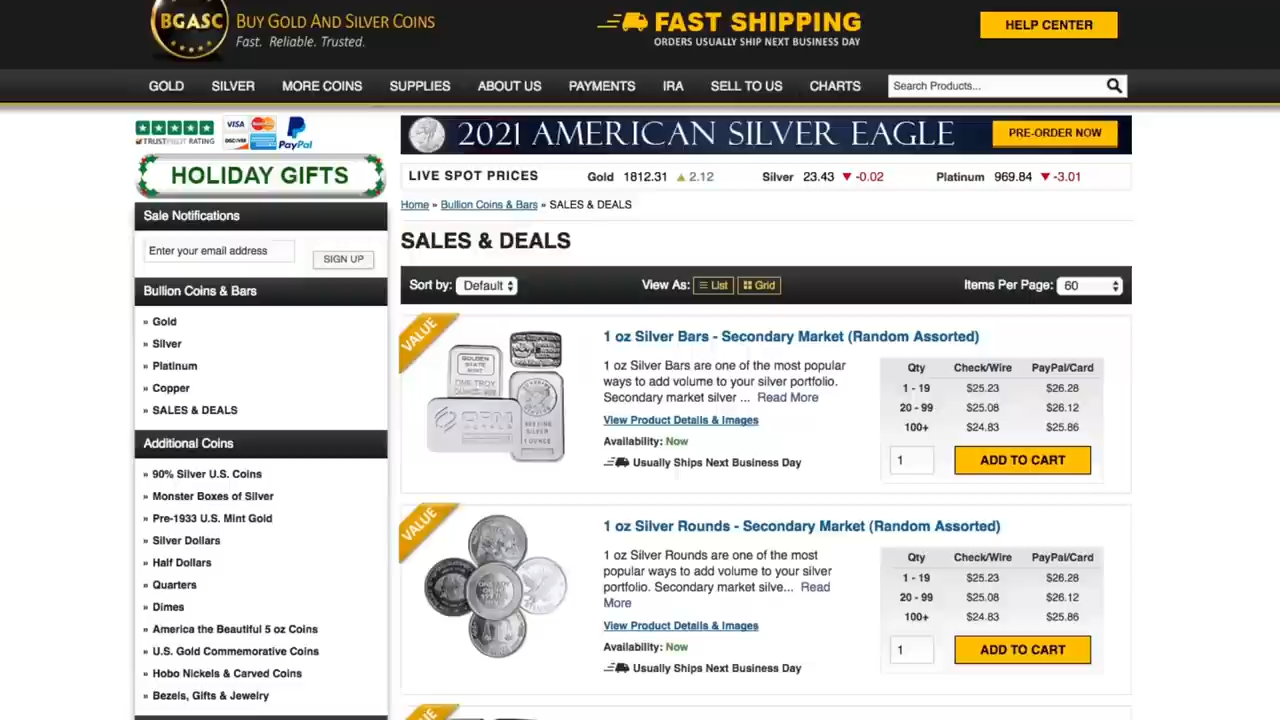 BGASC
BUY GOLD AND SILVER COINS
Fast. Reliable. Trusted.
FAST SHIPPING
ORDERS USUALLY SHIP NEXT BUSINESS DAY
HELP CENTER
GOLD SILVER MORE COINS SUPPLIES ABOUT US PAYMENTS IRA SELL TO US CHARTS
Search Products...
TRUSTPILOT RATING
VISA
MasterCard
DISCOVER
PayPal
2021 AMERICAN SILVER EAGLE
PRE-ORDER NOW
HOLIDAY GIFTS
LIVE SPOT PRICES Gold 1812.31 ▲ 2.12 Silver 23.43 ▼ -0.02 Platinum 969.84 ▼ -3.01
Home » Bullion Coins & Bars » SALES & DEALS
SALES & DEALS
Sort by: Default View As: List Grid Items Per Page: 60
Sale Notifications
Enter your email address
SIGN UP
Bullion Coins & Bars
» Gold
» Silver
» Platinum
» Copper
» SALES & DEALS
Additional Coins
» 90% Silver U.S. Coins
» Monster Boxes of Silver
» Pre-1933 U.S. Mint Gold
» Silver Dollars
» Half Dollars
» Quarters
» Dimes
» America the Beautiful 5 oz Coins
» U.S. Gold Commemorative Coins
» Hobo Nickels & Carved Coins
» Bezels, Gifts & Jewelry
VALUE
GOLDEN
STATE
MINT
ONE TROY
1 OUNCE
1 oz Silver Bars - Secondary Market (Random Assorted)
1 oz Silver Bars are one of the most popular
ways to add volume to your silver portfolio.
Secondary market silver ... Read More
View Product Details & Images
Availability: Now
Usually Ships Next Business Day
Qty Check/Wire PayPal/Card
1 - 19 $25.23 $26.28
20 - 99 $25.08 $26.12
100+ $24.83 $25.86
1
ADD TO CART
VALUE
1 oz Silver Rounds - Secondary Market (Random Assorted)
1 oz Silver Rounds are one of the most
popular ways to add volume to your silver
portfolio. Secondary market silve... Read
More
View Product Details & Images
Availability: Now
Usually Ships Next Business Day
Qty Check/Wire PayPal/Card
1 - 19 $25.23 $26.28
20 - 99 $25.08 $26.12
100+ $24.83 $25.86
1
ADD TO CART